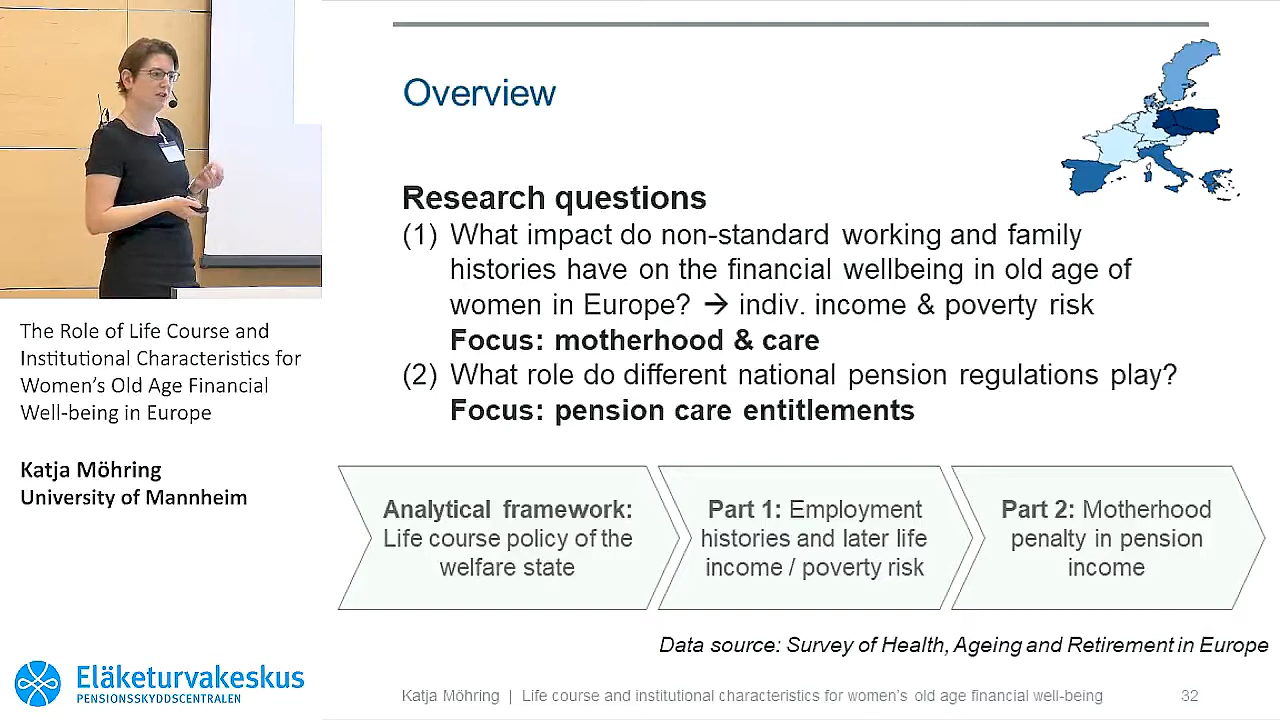 Overview
Research questions
(1) What impact do non-standard working and family
histories have on the financial wellbeing in old age of
women in Europe? → indiv. income & poverty risk
Focus: motherhood & care
(2) What role do different national pension regulations play?
Focus: pension care entitlements
Analytical framework:
Life course policy of the
welfare state
Part 1: Employment
histories and later life
income / poverty risk
Part 2: Motherhood
penalty in pension
income
Data source: Survey of Health, Ageing and Retirement in Europe
Katja Möhring | Life course and institutional characteristics for women's old age financial well-being 32
The Role of Life Course and
Institutional Characteristics for
Women's Old Age Financial
Well-being in Europe
Katja Möhring
University of Mannheim
Eläketurvakeskus
PENSIONSSKYDDSCENTRALEN